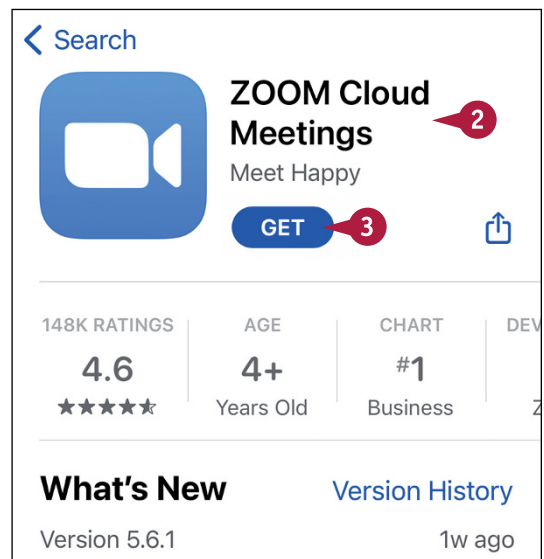 Search
ZOOM Cloud
Meetings
2
Meet Happy
GET
3
148K RATINGS AGE CHART DEV
4.6 4+ #1
Years Old Business Z
What's New Version History
Version 5.6.1 1w ago